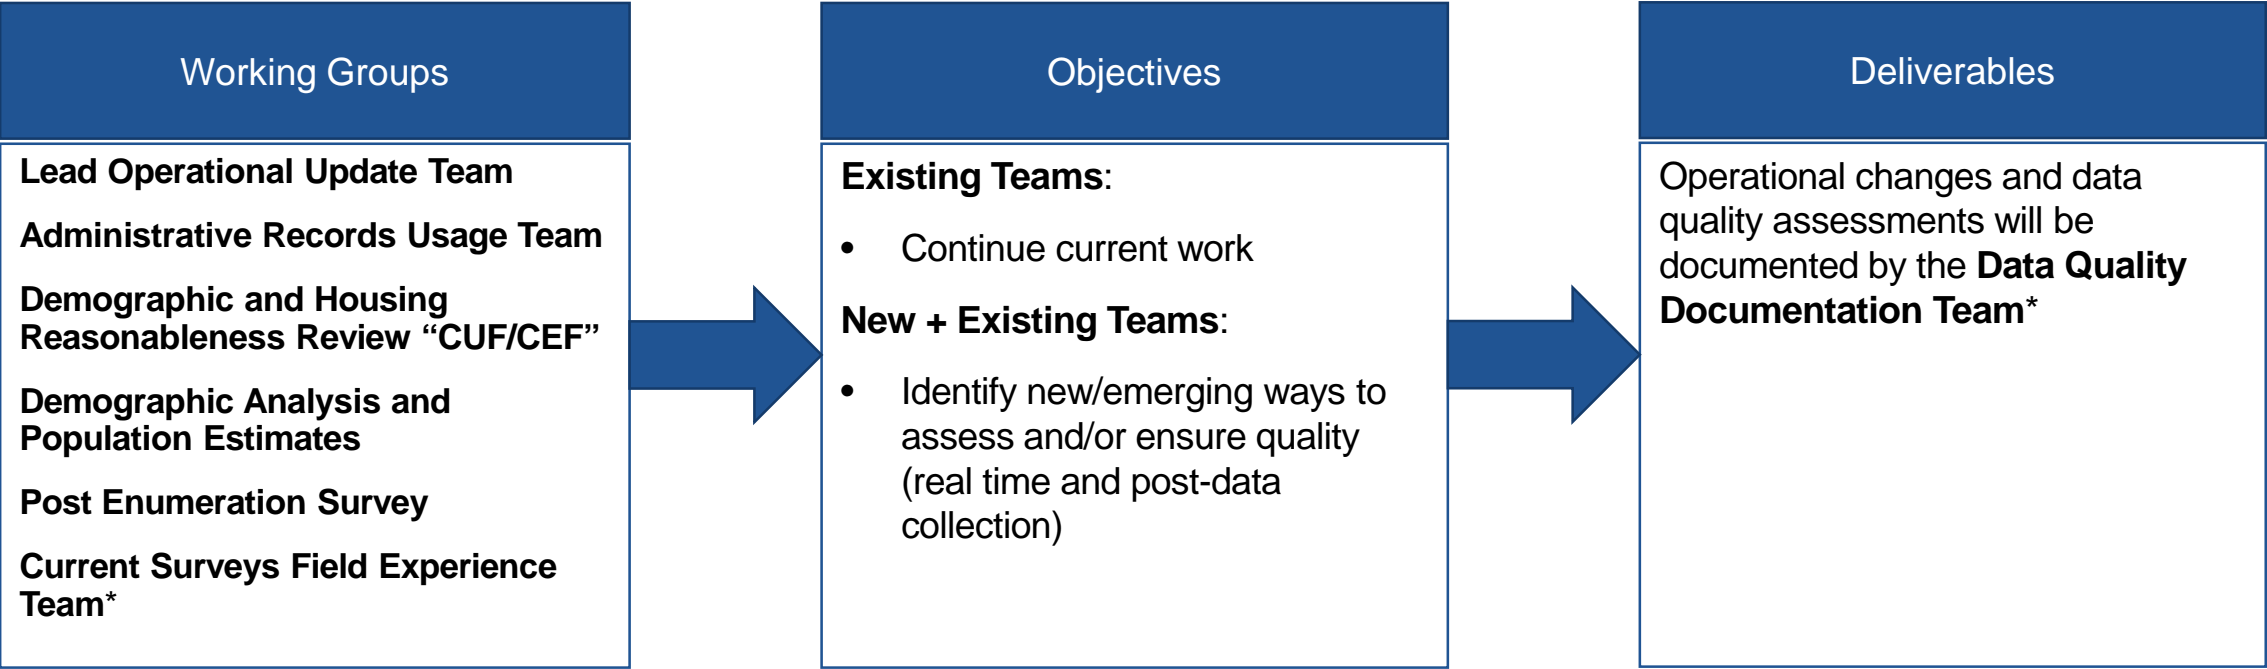 Working Groups
Lead Operational Update Team
Administrative Records Usage Team
Demographic and Housing
Reasonableness Review “CUF/CEF”
Demographic Analysis and
Population Estimates
Post Enumeration Survey
Current Surveys Field Experience
Team*
Objectives
Existing Teams:
• Continue current work
New + Existing Teams:
• Identify new/emerging ways to
assess and/or ensure quality
(real time and post-data
collection)
Deliverables
Operational changes and data
quality assessments will be
documented by the Data Quality
Documentation Team*